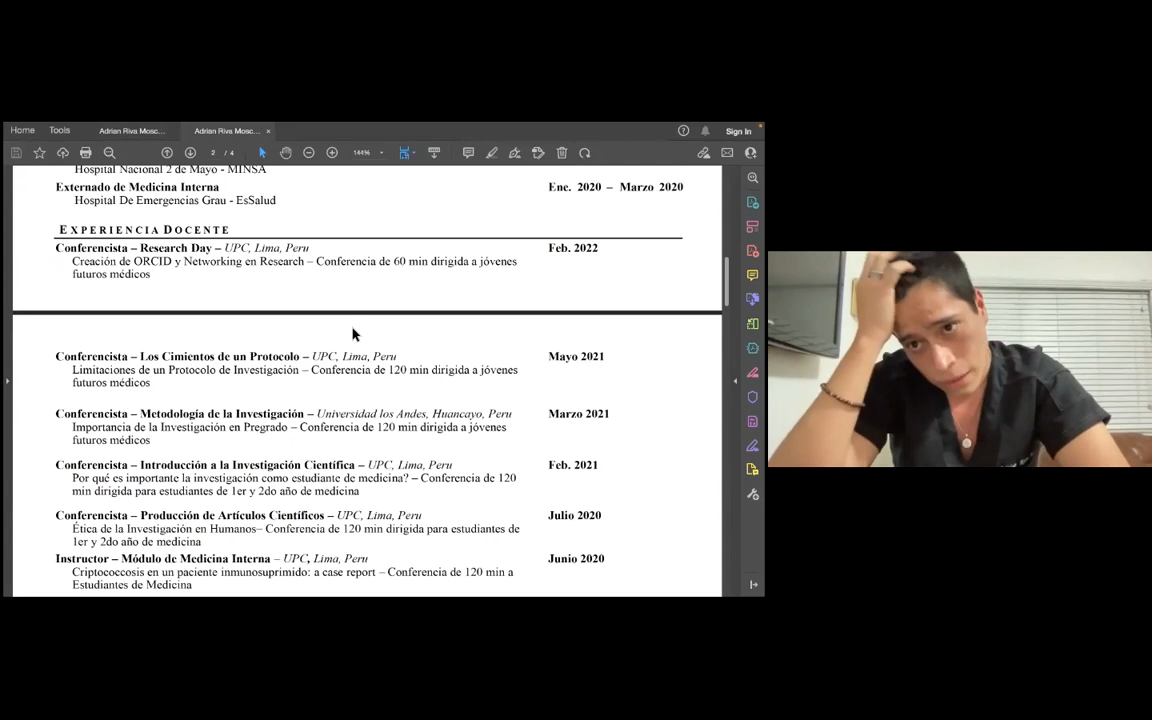 Home Tools Adrian Riva Mosc... Adrian Riva Mosc... × Sign In
2 / 4 144%
Hospital Nacional 2 de Mayo - MINSA
Externado de Medicina Interna Ene. 2020 – Marzo 2020
Hospital De Emergencias Grau - EsSalud
EXPERIENCIA DOCENTE
Conferencista – Research Day – UPC, Lima, Peru Feb. 2022
Creación de ORCID y Networking en Research – Conferencia de 60 min dirigida a jóvenes
futuros médicos
Conferencista – Los Cimientos de un Protocolo – UPC, Lima, Peru Mayo 2021
Limitaciones de un Protocolo de Investigación – Conferencia de 120 min dirigida a jóvenes
futuros médicos
Conferencista – Metodología de la Investigación – Universidad los Andes, Huancayo, Peru Marzo 2021
Importancia de la Investigación en Pregrado – Conferencia de 120 min dirigida a jóvenes
futuros médicos
Conferencista – Introducción a la Investigación Científica – UPC, Lima, Peru Feb. 2021
Por qué es importante la investigación como estudiante de medicina? – Conferencia de 120
min dirigida para estudiantes de 1er y 2do año de medicina
Conferencista – Producción de Artículos Científicos – UPC, Lima, Peru Julio 2020
Ética de la Investigación en Humanos– Conferencia de 120 min dirigida para estudiantes de
1er y 2do año de medicina
Instructor – Módulo de Medicina Interna – UPC, Lima, Peru Junio 2020
Criptococcosis en un paciente inmunosuprimido: a case report – Conferencia de 120 min a
Estudiantes de Medicina